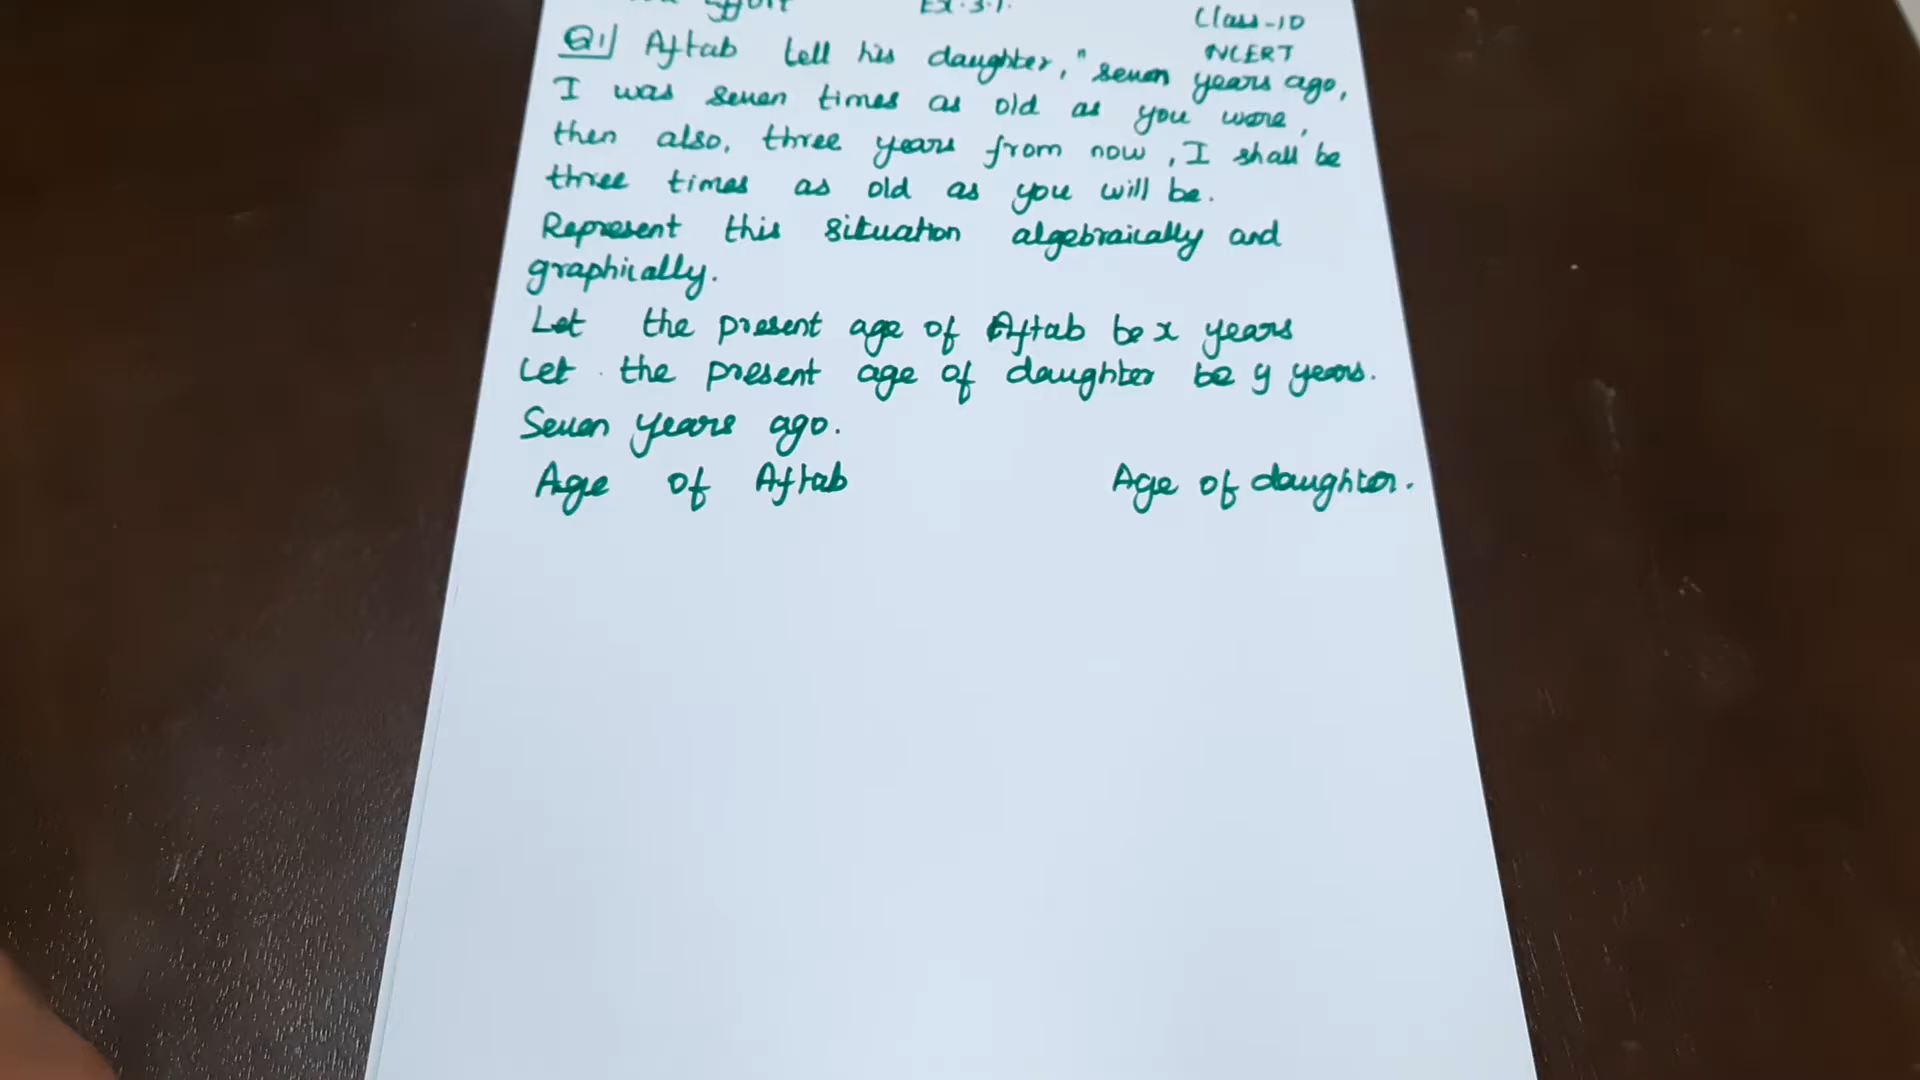 Ex. 3.1.
Class-10
NCERT
Q1 Aftab tell his daughter, "seven years ago,
I was seven times as old as you were,
then also, three years from now, I shall be
three times as old as you will be.
Represent this situation algebraically and
graphically.
Let the present age of Aftab be x years
Let the present age of daughter be y years.
Seven years ago.
Age of Aftab Age of daughter.